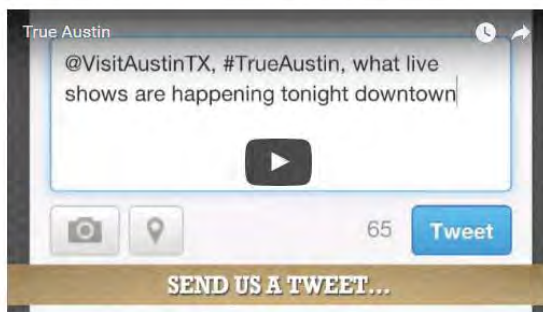 True Austin
@VisitAustinTX, #TrueAustin, what live
shows are happening tonight downtown
65
Tweet
SEND US A TWEET...